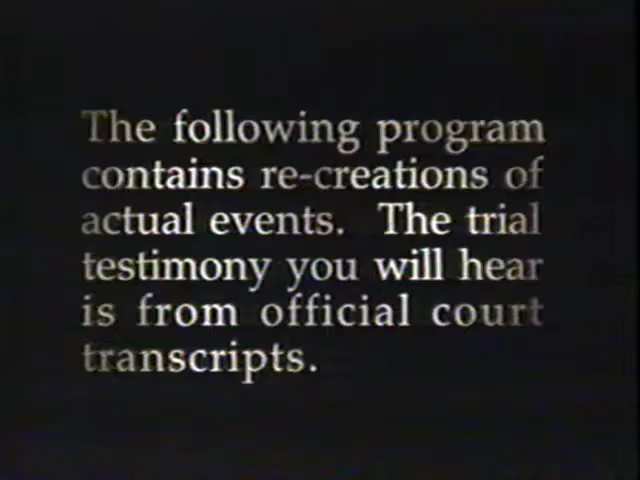 The following program
contains re-creations of
actual events.  The trial
testimony you will hear
is from official court
transcripts.